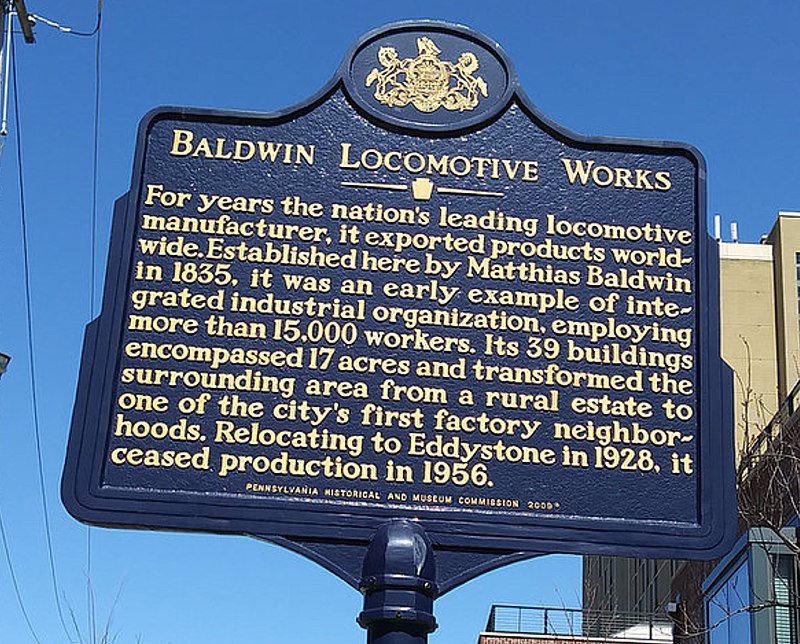 BALDWIN LOCOMOTIVE WORKS
For years the nation's leading locomotive
manufacturer, it exported products world-
wide. Established here by Matthias Baldwin
in 1835, it was an early example of inte-
grated industrial organization, employing
more than 15,000 workers. Its 39 buildings
encompassed 17 acres and transformed the
surrounding area from a rural estate to
one of the city's first factory neighbor-
hoods. Relocating to Eddystone in 1928, it
ceased production in 1956.
PENNSYLVANIA HISTORICAL AND MUSEUM COMMISSION 2009